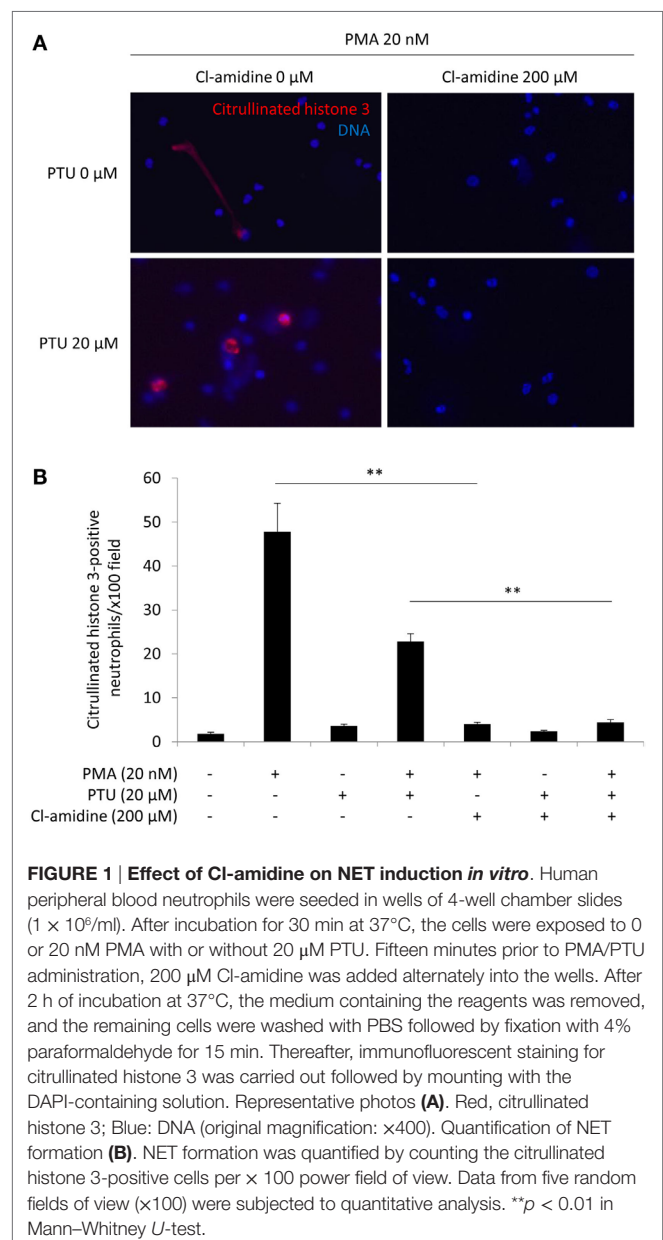 A
PMA 20 nM
Cl-amidine 0 µM
Cl-amidine 200 µM
Citrullinated histone 3
DNA
PTU 0 µM
PTU 20 µM
B
Citrullinated histone 3-positive
neutrophils/x100 field
60
50
40
30
20
10
0
**
**
PMA (20 nM) - + - + + - +
PTU (20 µM) - - + + - + +
Cl-amidine (200 µM) - - - - + + +
FIGURE 1 | Effect of Cl-amidine on NET induction in vitro. Human
peripheral blood neutrophils were seeded in wells of 4-well chamber slides
(1 × 10⁶/ml). After incubation for 30 min at 37°C, the cells were exposed to 0
or 20 nM PMA with or without 20 μM PTU. Fifteen minutes prior to PMA/PTU
administration, 200 μM Cl-amidine was added alternately into the wells. After
2 h of incubation at 37°C, the medium containing the reagents was removed,
and the remaining cells were washed with PBS followed by fixation with 4%
paraformaldehyde for 15 min. Thereafter, immunofluorescent staining for
citrullinated histone 3 was carried out followed by mounting with the
DAPI-containing solution. Representative photos (A). Red, citrullinated
histone 3; Blue: DNA (original magnification: ×400). Quantification of NET
formation (B). NET formation was quantified by counting the citrullinated
histone 3-positive cells per × 100 power field of view. Data from five random
fields of view (×100) were subjected to quantitative analysis. **p < 0.01 in
Mann–Whitney U-test.